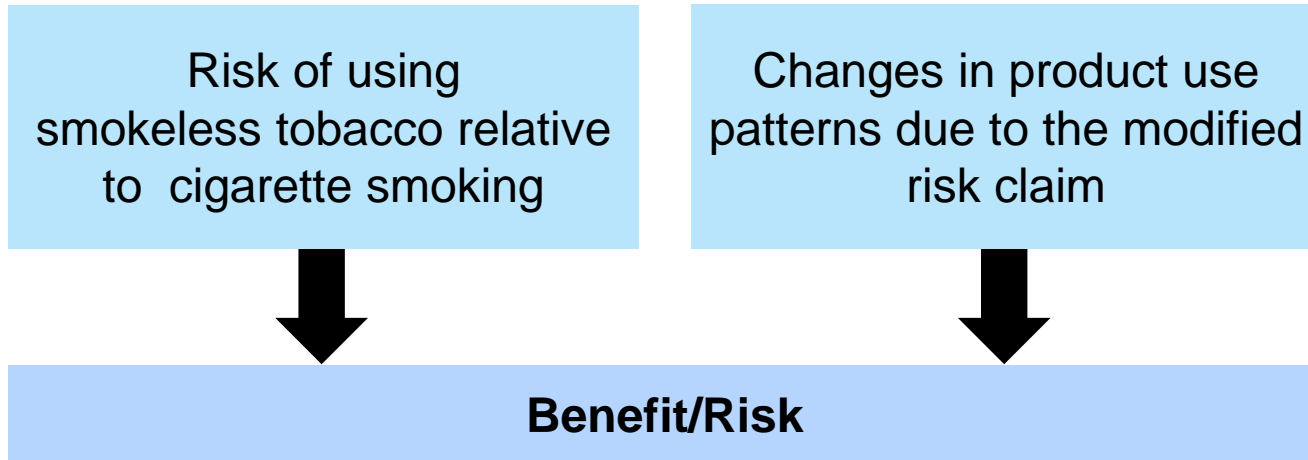 Risk of using
smokeless tobacco relative
to cigarette smoking
Changes in product use
patterns due to the modified
risk claim
Benefit/Risk